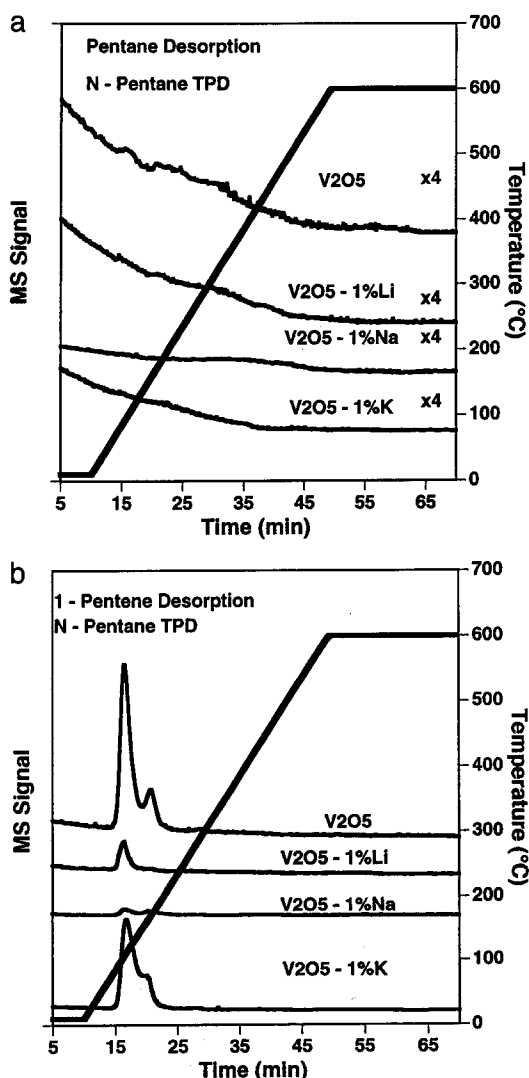 a
Pentane Desorption
N - Pentane TPD
V2O5 x4
V2O5 - 1%Li x4
V2O5 - 1%Na x4
V2O5 - 1%K x4
MS Signal
Temperature (°C)
700
600
500
400
300
200
100
0
5 15 25 35 45 55 65
Time (min)
b
1 - Pentene Desorption
N - Pentane TPD
V2O5
V2O5 - 1%Li
V2O5 - 1%Na
V2O5 - 1%K
MS Signal
Temperature (°C)
700
600
500
400
300
200
100
0
5 15 25 35 45 55 65
Time (min)